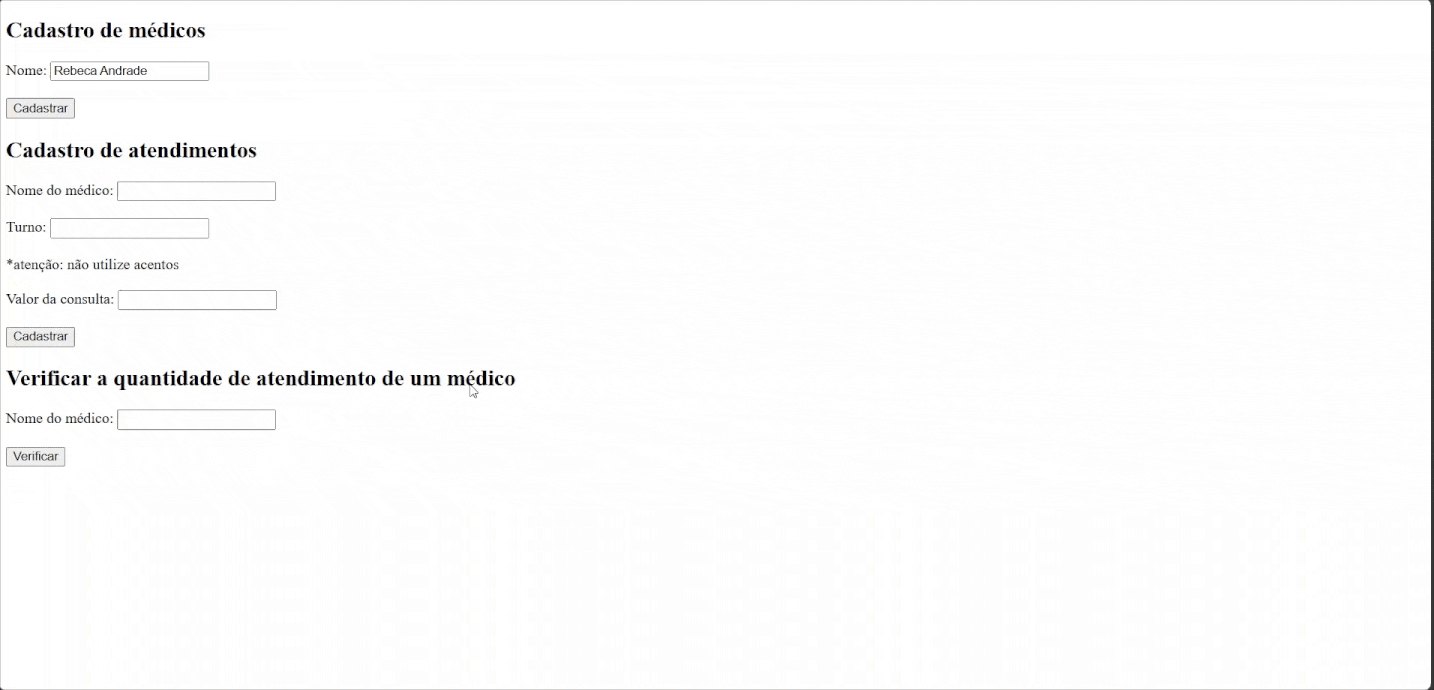 Cadastro de médicos
Nome: Rebeca Andrade
Cadastrar
Cadastro de atendimentos
Nome do médico:
Turno:
*atenção: não utilize acentos
Valor da consulta:
Cadastrar
Verificar a quantidade de atendimento de um médico
Nome do médico:
Verificar